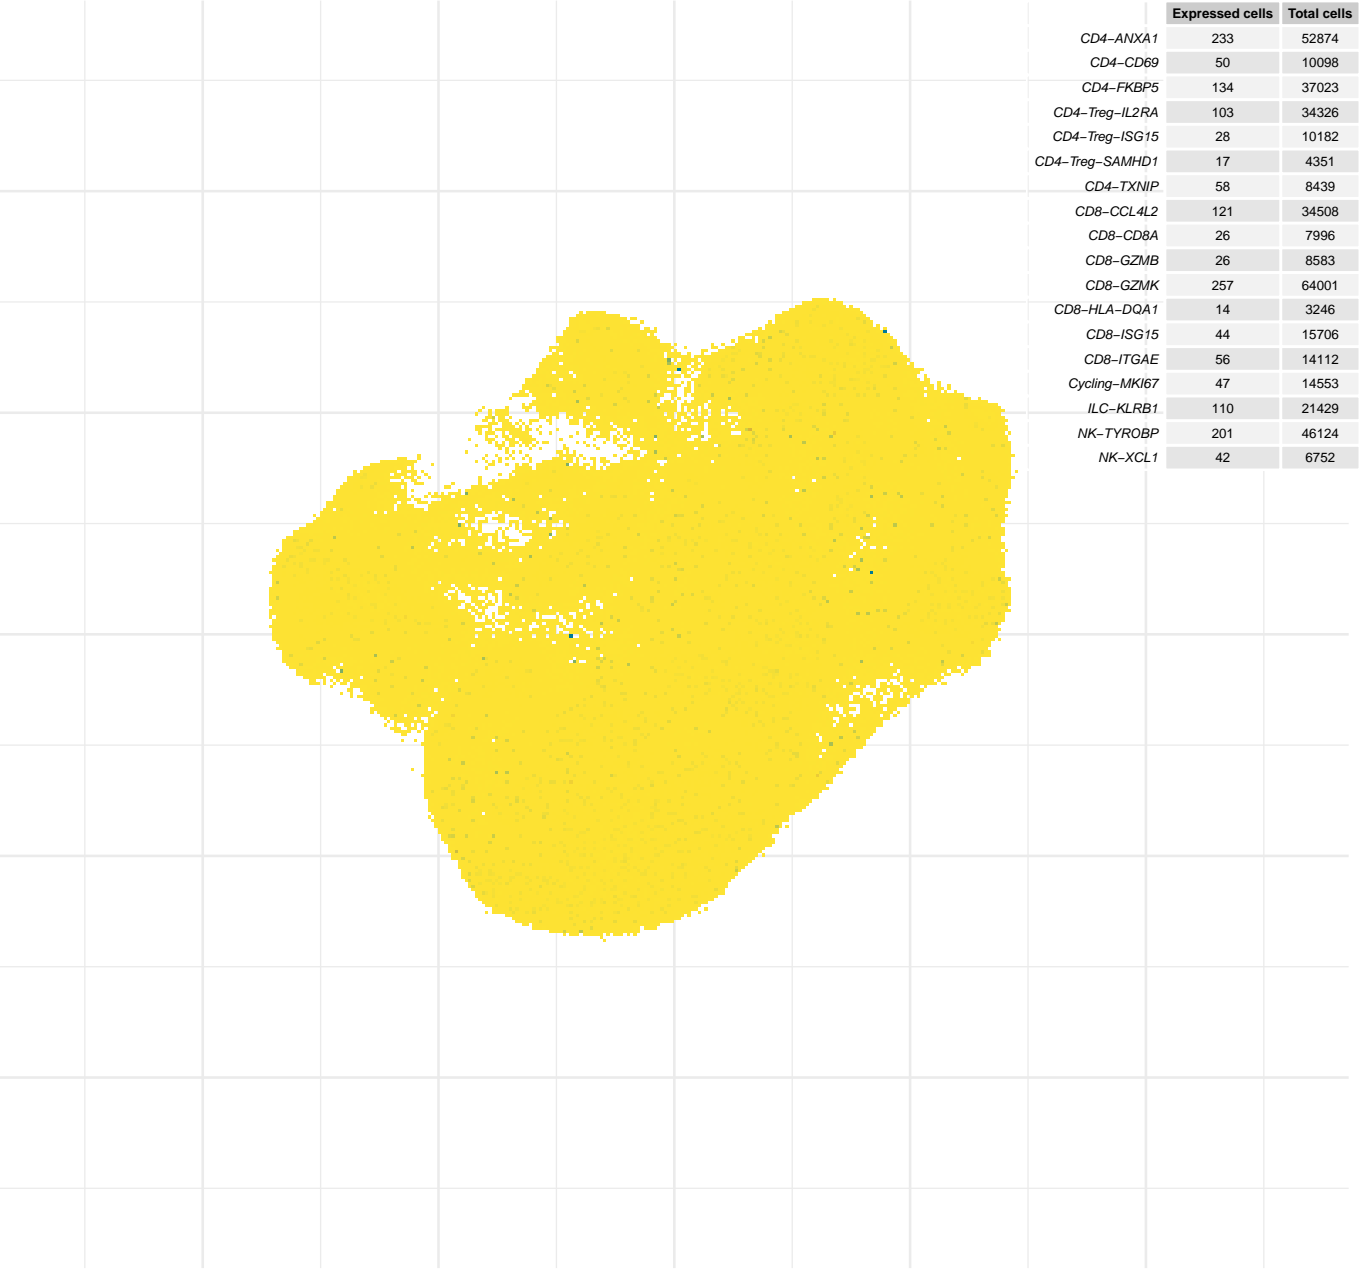 Expressed cells Total cells
CD4−ANXA1 233 52874
CD4−CD69 50 10098
CD4−FKBP5 134 37023
CD4−Treg−IL2RA 103 34326
CD4−Treg−ISG15 28 10182
CD4−Treg−SAMHD1 17 4351
CD4−TXNIP 58 8439
CD8−CCL4L2 121 34508
CD8−CD8A 26 7996
CD8−GZMB 26 8583
CD8−GZMK 257 64001
CD8−HLA−DQA1 14 3246
CD8−ISG15 44 15706
CD8−ITGAE 56 14112
Cycling−MKI67 47 14553
ILC−KLRB1 110 21429
NK−TYROBP 201 46124
NK−XCL1 42 6752